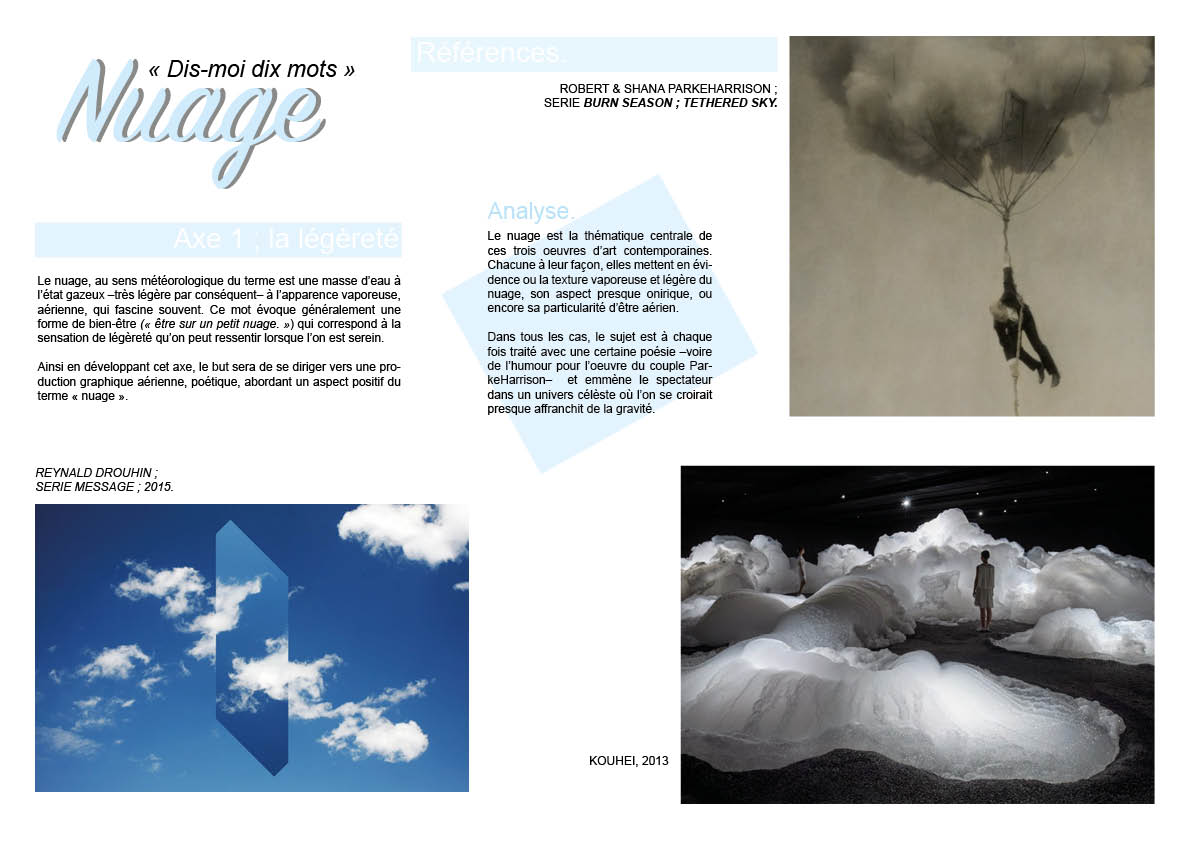 « Dis-moi dix mots »
Nuage
Axe 1 ; la légèreté
Le nuage, au sens météorologique du terme est une masse d'eau à
l'état gazeux –très légère par conséquent– à l'apparence vaporeuse,
aérienne, qui fascine souvent. Ce mot évoque généralement une
forme de bien-être (« être sur un petit nuage. ») qui correspond à la
sensation de légèreté qu'on peut ressentir lorsque l'on est serein.
Ainsi en développant cet axe, le but sera de se diriger vers une pro-
duction graphique aérienne, poétique, abordant un aspect positif du
terme « nuage ».
Références.
ROBERT & SHANA PARKEHARRISON ;
SERIE BURN SEASON ; TETHERED SKY.
Analyse.
Le nuage est la thématique centrale de
ces trois oeuvres d'art contemporaines.
Chacune à leur façon, elles mettent en évi-
dence ou la texture vaporeuse et légère du
nuage, son aspect presque onirique, ou
encore sa particularité d'être aérien.
Dans tous les cas, le sujet est à chaque
fois traité avec une certaine poésie –voire
de l'humour pour l'oeuvre du couple Par-
keHarrison– et emmène le spectateur
dans un univers célèste où l'on se croirait
presque affranchit de la gravité.
REYNALD DROUHIN ;
SERIE MESSAGE ; 2015.
KOUHEI, 2013